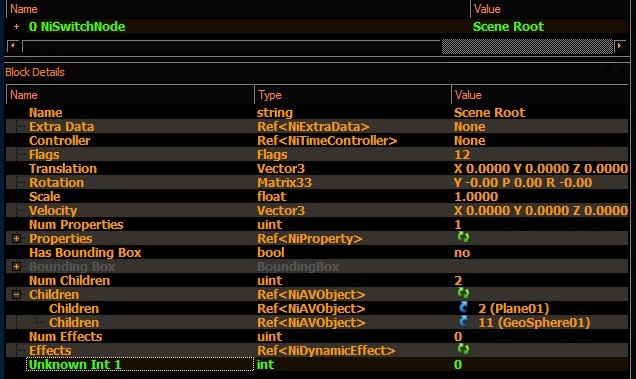 Name Value
0 NiSwitchNode Scene Root
Block Details
Name Type Value
Name string Scene Root
Extra Data Ref<NiExtraData> None
Controller Ref<NiTimeController> None
Flags Flags 12
Translation Vector3 X 0.0000 Y 0.0000 Z 0.0000
Rotation Matrix33 Y -0.00 P 0.00 R -0.00
Scale float 1.0000
Velocity Vector3 X 0.0000 Y 0.0000 Z 0.0000
Num Properties uint 1
Properties Ref<NiProperty>
Has Bounding Box bool no
Bounding Box BoundingBox
Num Children uint 2
Children Ref<NiAVObject>
Children Ref<NiAVObject> 2 (Plane01)
Children Ref<NiAVObject> 11 (GeoSphere01)
Num Effects uint 0
Effects Ref<NiDynamicEffect>
Unknown Int 1 int 0